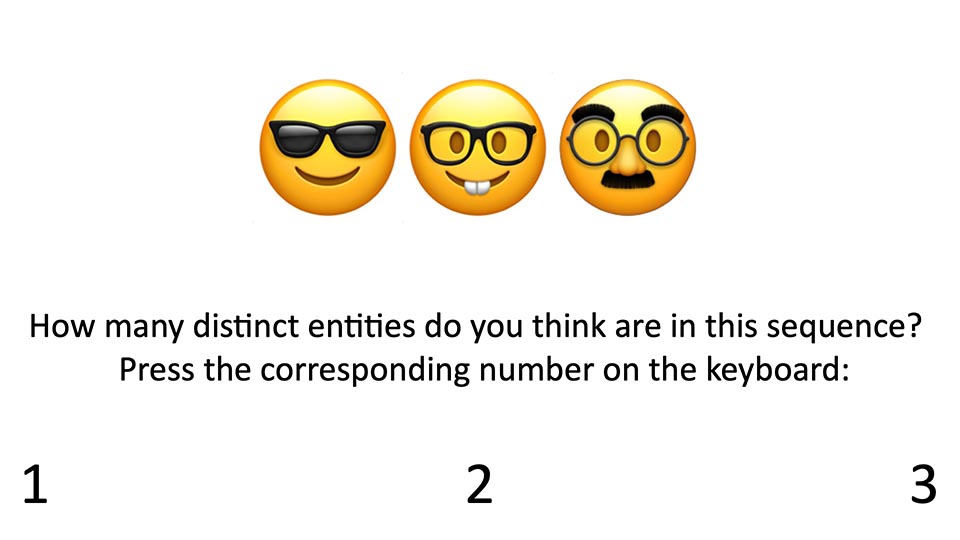 How many distinct entities do you think are in this sequence?
Press the corresponding number on the keyboard:
1 2 3